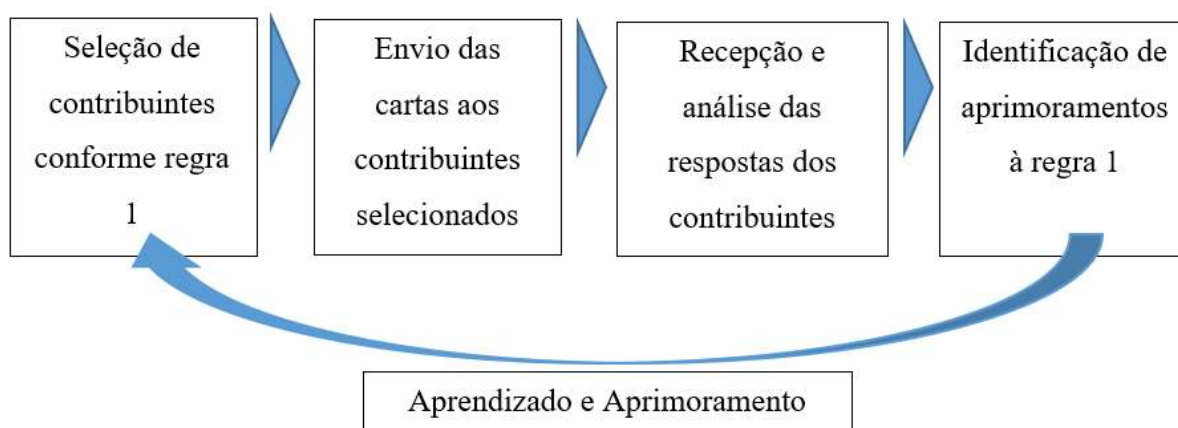 Seleção de
contribuintes
conforme regra
1
Envio das
cartas aos
contribuintes
selecionados
Recepção e
análise das
respostas dos
contribuintes
Identificação de
aprimoramentos
à regra 1
Aprendizado e Aprimoramento